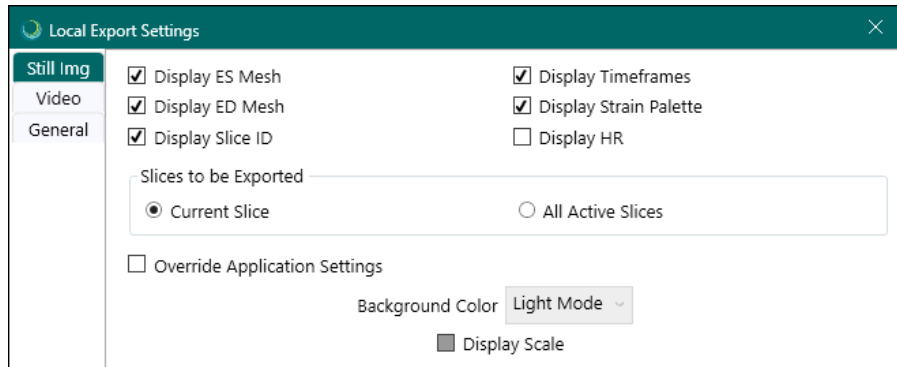 Local Export Settings
Still Img
Video
General
Display ES Mesh
Display Timeframes
Display ED Mesh
Display Strain Palette
Display Slice ID
Display HR
Slices to be Exported
Current Slice
All Active Slices
Override Application Settings
Background Color Light Mode
Display Scale